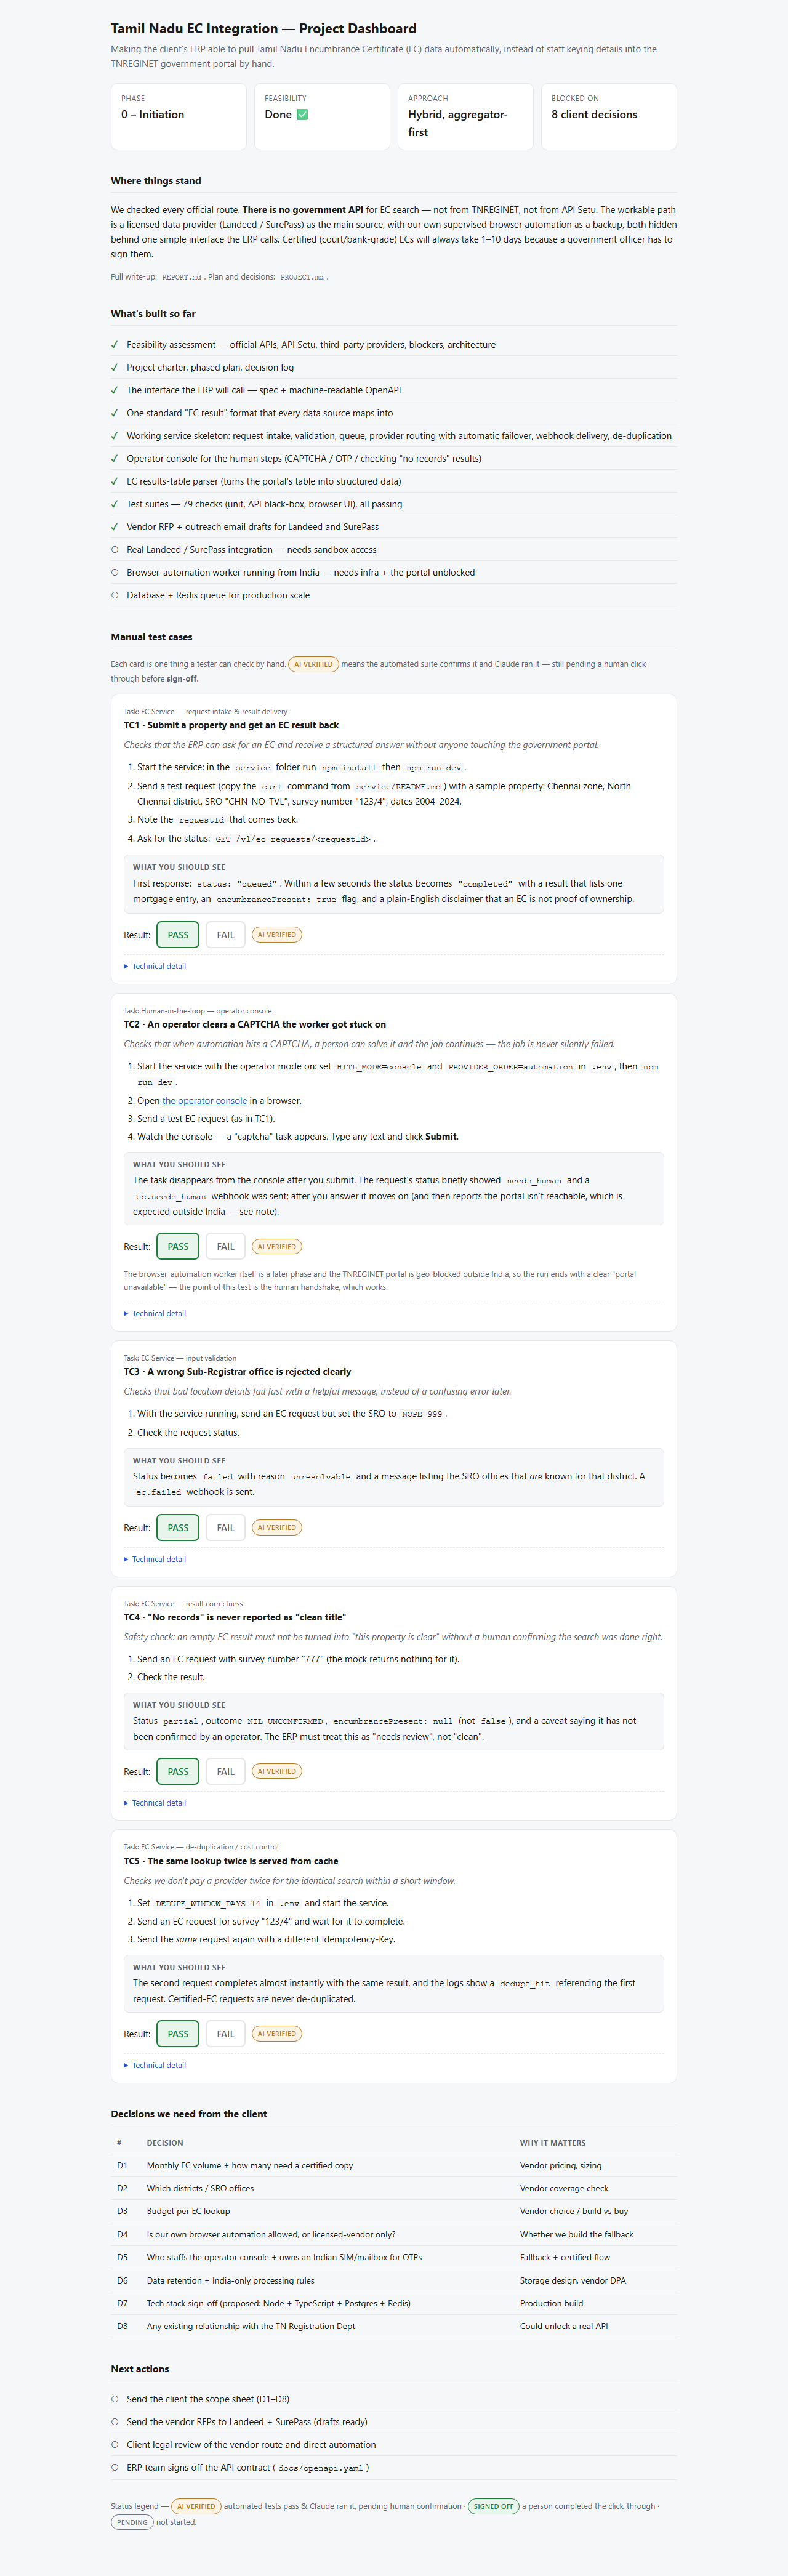 Tamil Nadu EC Integration — Project Dashboard
Making the client's ERP able to pull Tamil Nadu Encumbrance Certificate (EC) data automatically, instead of staff keying details into the
TNREGINET government portal by hand.
PHASE
0 – Initiation
FEASIBILITY
Done ✅
APPROACH
Hybrid, aggregator-
first
BLOCKED ON
8 client decisions
Where things stand
We checked every official route. There is no government API for EC search — not from TNREGINET, not from API Setu. The workable path
is a licensed data provider (Landeed / SurePass) as the main source, with our own supervised browser automation as a backup, both hidden
behind one simple interface the ERP calls. Certified (court/bank-grade) ECs will always take 1–10 days because a government officer has to
sign them.
Full write-up: REPORT.md . Plan and decisions: PROJECT.md .
What's built so far
✓ Feasibility assessment — official APIs, API Setu, third-party providers, blockers, architecture
✓ Project charter, phased plan, decision log
✓ The interface the ERP will call — spec + machine-readable OpenAPI
✓ One standard "EC result" format that every data source maps into
✓ Working service skeleton: request intake, validation, queue, provider routing with automatic failover, webhook delivery, de-duplication
✓ Operator console for the human steps (CAPTCHA / OTP / checking "no records" results)
✓ EC results-table parser (turns the portal's table into structured data)
✓ Test suites — 79 checks (unit, API black-box, browser UI), all passing
✓ Vendor RFP + outreach email drafts for Landeed and SurePass
○ Real Landeed / SurePass integration — needs sandbox access
○ Browser-automation worker running from India — needs infra + the portal unblocked
○ Database + Redis queue for production scale
Manual test cases
Each card is one thing a tester can check by hand. AI VERIFIED means the automated suite confirms it and Claude ran it — still pending a human click-
through before sign-off.
Task: EC Service — request intake & result delivery
TC1 · Submit a property and get an EC result back
Checks that the ERP can ask for an EC and receive a structured answer without anyone touching the government portal.
1. Start the service: in the service folder run npm install then npm run dev .
2. Send a test request (copy the curl command from service/README.md ) with a sample property: Chennai zone, North
Chennai district, SRO "CHN-NO-TVL", survey number "123/4", dates 2004–2024.
3. Note the requestId that comes back.
4. Ask for the status: GET /v1/ec-requests/<requestId> .
WHAT YOU SHOULD SEE
First response: status: "queued" . Within a few seconds the status becomes "completed" with a result that lists one
mortgage entry, an encumbrancePresent: true flag, and a plain-English disclaimer that an EC is not proof of ownership.
Result: PASS FAIL AI VERIFIED
▶ Technical detail
Task: Human-in-the-loop — operator console
TC2 · An operator clears a CAPTCHA the worker got stuck on
Checks that when automation hits a CAPTCHA, a person can solve it and the job continues — the job is never silently failed.
1. Start the service with the operator mode on: set HITL_MODE=console and PROVIDER_ORDER=automation in .env , then npm
run dev .
2. Open the operator console in a browser.
3. Send a test EC request (as in TC1).
4. Watch the console — a "captcha" task appears. Type any text and click Submit.
WHAT YOU SHOULD SEE
The task disappears from the console after you submit. The request's status briefly showed needs_human and a
ec.needs_human webhook was sent; after you answer it moves on (and then reports the portal isn't reachable, which is
expected outside India — see note).
Result: PASS FAIL AI VERIFIED
The browser-automation worker itself is a later phase and the TNREGINET portal is geo-blocked outside India, so the run ends with a clear "portal
unavailable" — the point of this test is the human handshake, which works.
▶ Technical detail
Task: EC Service — input validation
TC3 · A wrong Sub-Registrar office is rejected clearly
Checks that bad location details fail fast with a helpful message, instead of a confusing error later.
1. With the service running, send an EC request but set the SRO to NOPE-999 .
2. Check the request status.
WHAT YOU SHOULD SEE
Status becomes failed with reason unresolvable and a message listing the SRO offices that are known for that district. A
ec.failed webhook is sent.
Result: PASS FAIL AI VERIFIED
▶ Technical detail
Task: EC Service — result correctness
TC4 · "No records" is never reported as "clean title"
Safety check: an empty EC result must not be turned into "this property is clear" without a human confirming the search was done right.
1. Send an EC request with survey number "777" (the mock returns nothing for it).
2. Check the result.
WHAT YOU SHOULD SEE
Status partial , outcome NIL_UNCONFIRMED , encumbrancePresent: null (not false ), and a caveat saying it has not
been confirmed by an operator. The ERP must treat this as "needs review", not "clean".
Result: PASS FAIL AI VERIFIED
▶ Technical detail
Task: EC Service — de-duplication / cost control
TC5 · The same lookup twice is served from cache
Checks we don't pay a provider twice for the identical search within a short window.
1. Set DEDUPE_WINDOW_DAYS=14 in .env and start the service.
2. Send an EC request for survey "123/4" and wait for it to complete.
3. Send the same request again with a different Idempotency-Key.
WHAT YOU SHOULD SEE
The second request completes almost instantly with the same result, and the logs show a dedupe_hit referencing the first
request. Certified-EC requests are never de-duplicated.
Result: PASS FAIL AI VERIFIED
▶ Technical detail
Decisions we need from the client
# DECISION WHY IT MATTERS
D1 Monthly EC volume + how many need a certified copy Vendor pricing, sizing
D2 Which districts / SRO offices Vendor coverage check
D3 Budget per EC lookup Vendor choice / build vs buy
D4 Is our own browser automation allowed, or licensed-vendor only? Whether we build the fallback
D5 Who staffs the operator console + owns an Indian SIM/mailbox for OTPs Fallback + certified flow
D6 Data retention + India-only processing rules Storage design, vendor DPA
D7 Tech stack sign-off (proposed: Node + TypeScript + Postgres + Redis) Production build
D8 Any existing relationship with the TN Registration Dept Could unlock a real API
Next actions
○ Send the client the scope sheet (D1–D8)
○ Send the vendor RFPs to Landeed + SurePass (drafts ready)
○ Client legal review of the vendor route and direct automation
○ ERP team signs off the API contract ( docs/openapi.yaml )
Status legend — AI VERIFIED automated tests pass & Claude ran it, pending human confirmation · SIGNED OFF a person completed the click-through ·
PENDING not started.